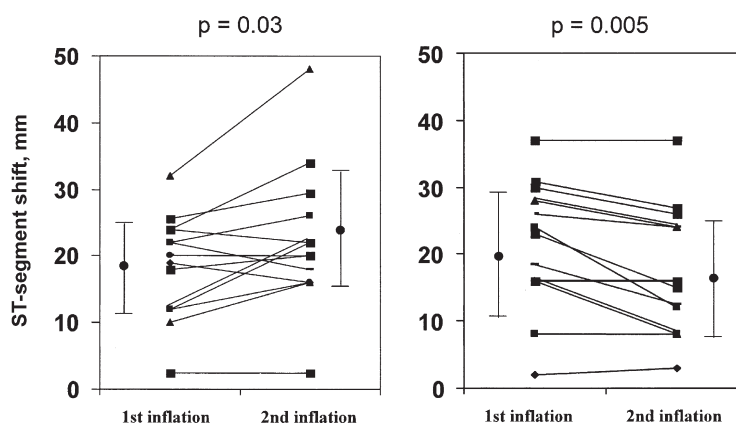 p = 0.03
p = 0.005
ST-segment shift, mm
50
40
30
20
10
0
1st inflation
2nd inflation
50
40
30
20
10
0
1st inflation
2nd inflation